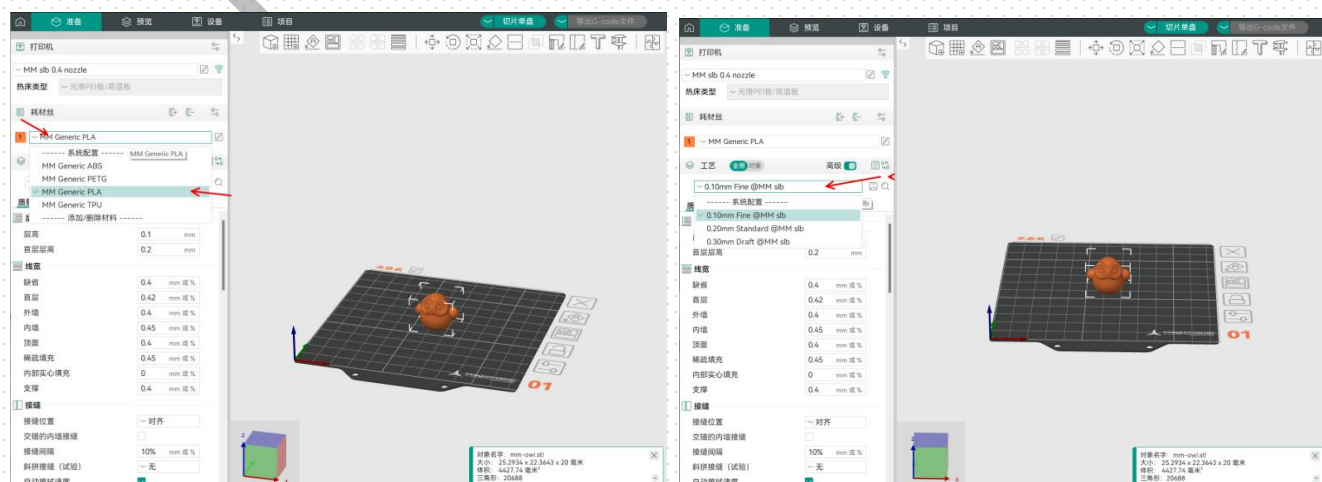 准备
预览
设备
项目
切片单盘
导出G-code文件
打印机
MM slb 0.4 nozzle
热床类型
光滑PEI板/高温板
耗材丝
1 MM Generic PLA
------ 系统配置 ------
MM Generic PLA
MM Generic ABS
MM Generic PETG
MM Generic PLA
MM Generic TPU
------ 添加/删除材料 ------
层高 0.1 mm
首层层高 0.2 mm
线宽
缺省 0.4 mm 或 %
首层 0.42 mm 或 %
外墙 0.4 mm 或 %
内墙 0.45 mm 或 %
顶面 0.4 mm 或 %
稀疏填充 0.45 mm 或 %
内部实心填充 0 mm 或 %
支撑 0.4 mm 或 %
接缝
接缝位置 对齐
交错的内墙接缝
接缝间隔 10% mm 或 %
斜拼接缝（试验） 无
01
对象名字: mm-owl.stl
大小: 25.2934 x 22.3643 x 20 毫米
体积: 4427.74 毫米³
三角形: 20688
准备
预览
设备
项目
切片单盘
导出G-code文件
打印机
MM slb 0.4 nozzle
热床类型
光滑PEI板/高温板
耗材丝
1 MM Generic PLA
工艺 全局 对象 高级
0.10mm Fine @MM slb
------ 系统配置 ------
0.10mm Fine @MM slb
0.20mm Standard @MM slb
0.30mm Draft @MM slb
首层层高 0.2 mm
线宽
缺省 0.4 mm 或 %
首层 0.42 mm 或 %
外墙 0.4 mm 或 %
内墙 0.45 mm 或 %
顶面 0.4 mm 或 %
稀疏填充 0.45 mm 或 %
内部实心填充 0 mm 或 %
支撑 0.4 mm 或 %
接缝
接缝位置 对齐
交错的内墙接缝
接缝间隔 10% mm 或 %
斜拼接缝（试验） 无
01
对象名字: mm-owl.stl
大小: 25.2934 x 22.3643 x 20 毫米
体积: 4427.74 毫米³
三角形: 20688